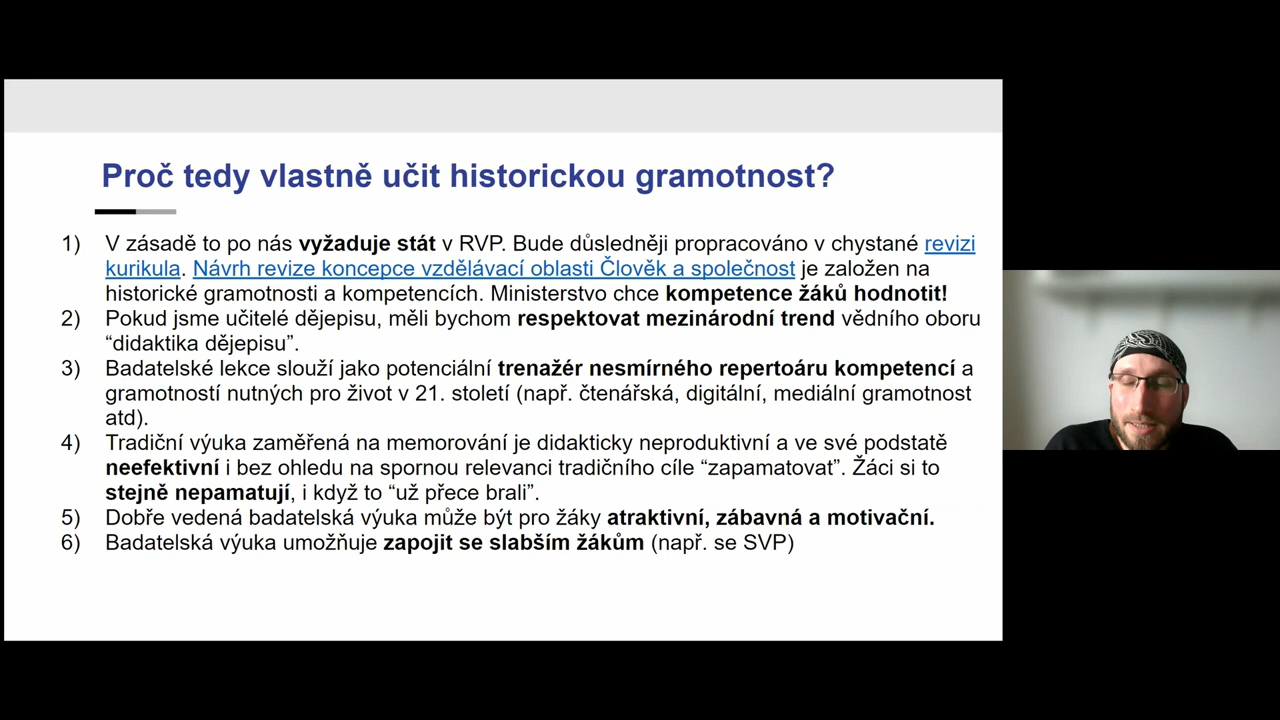 Proč tedy vlastně učit historickou gramotnost?
1) V zásadě to po nás vyžaduje stát v RVP. Bude důsledněji propracováno v chystané revizi
kurikula. Návrh revize koncepce vzdělávací oblasti Člověk a společnost je založen na
historické gramotnosti a kompetencích. Ministerstvo chce kompetence žáků hodnotit!
2) Pokud jsme učitelé dějepisu, měli bychom respektovat mezinárodní trend vědního oboru
“didaktika dějepisu”.
3) Badatelské lekce slouží jako potenciální trenažér nesmírného repertoáru kompetencí a
gramotností nutných pro život v 21. století (např. čtenářská, digitální, mediální gramotnost
atd).
4) Tradiční výuka zaměřená na memorování je didakticky neproduktivní a ve své podstatě
neefektivní i bez ohledu na spornou relevanci tradičního cíle “zapamatovat”. Žáci si to
stejně nepamatují, i když to “už přece brali”.
5) Dobře vedená badatelská výuka může být pro žáky atraktivní, zábavná a motivační.
6) Badatelská výuka umožňuje zapojit se slabším žákům (např. se SVP)